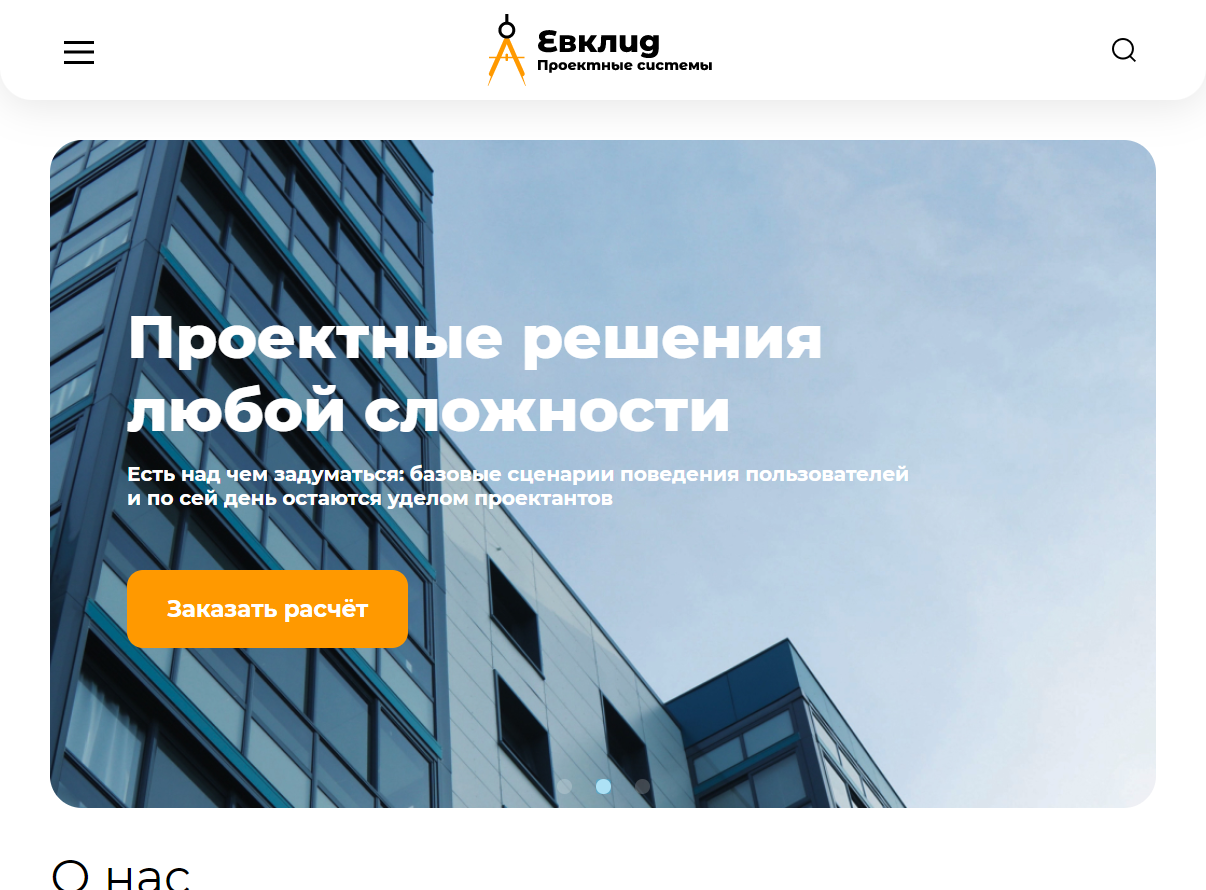 Евклид
Проектные системы
Проектные решения
любой сложности
Есть над чем задуматься: базовые сценарии поведения пользователей
и по сей день остаются уделом проектантов
Заказать расчёт
О нас